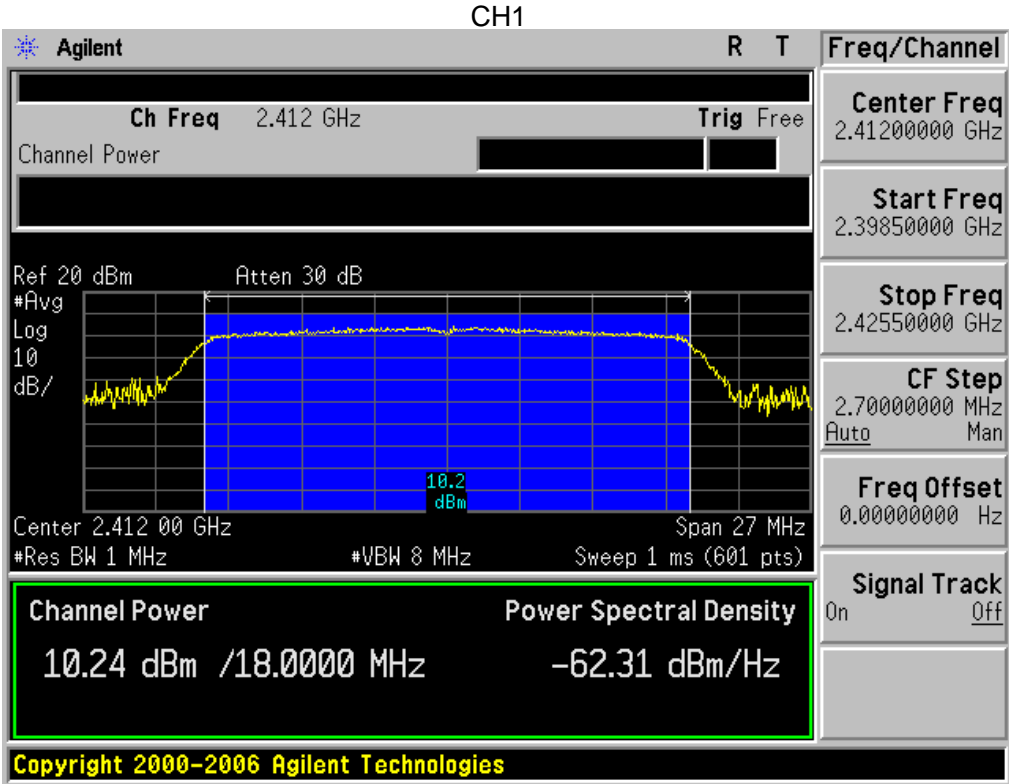 CH1
Agilent R T
Freq/Channel
Ch Freq 2.412 GHz Trig Free
Channel Power
Ref 20 dBm Atten 30 dB
#Avg
Log
10
dB/
10.2
dBm
Center 2.412 00 GHz Span 27 MHz
#Res BW 1 MHz #VBW 8 MHz Sweep 1 ms (601 pts)
Channel Power Power Spectral Density
10.24 dBm /18.0000 MHz -62.31 dBm/Hz
Center Freq
2.41200000 GHz
Start Freq
2.39850000 GHz
Stop Freq
2.42550000 GHz
CF Step
2.70000000 MHz
Auto Man
Freq Offset
0.00000000 Hz
Signal Track
On Off
Copyright 2000-2006 Agilent Technologies